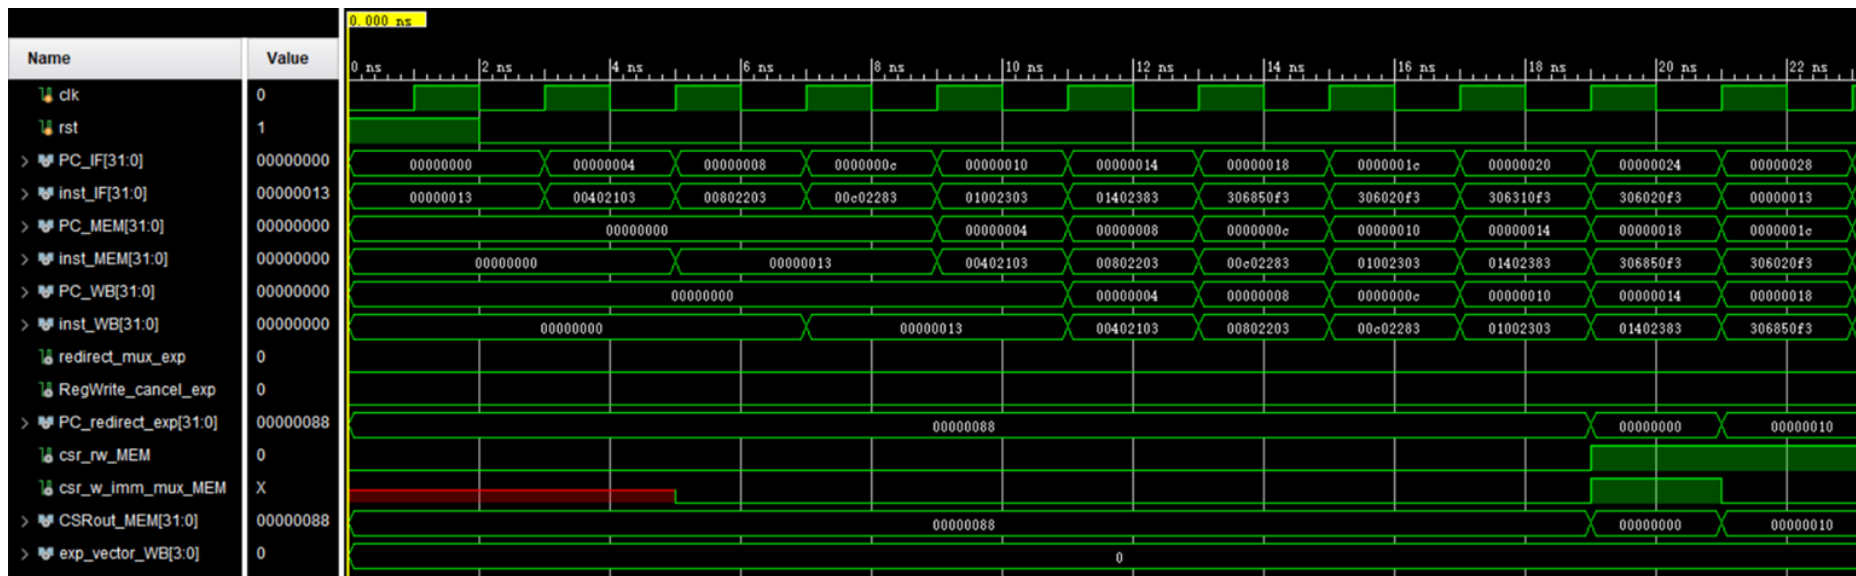 0.000 ns
Name Value
0 ns 2 ns 4 ns 6 ns 8 ns 10 ns 12 ns 14 ns 16 ns 18 ns 20 ns 22 ns
clk 0
rst 1
PC_IF[31:0] 00000000 00000000 00000004 00000008 0000000c 00000010 00000014 00000018 0000001c 00000020 00000024 00000028
inst_IF[31:0] 00000013 00000013 00402103 00802203 00c02283 01002303 01402383 306850f3 306020f3 306310f3 306020f3 00000013
PC_MEM[31:0] 00000000 00000000 00000004 00000008 0000000c 00000010 00000014 00000018 0000001c
inst_MEM[31:0] 00000000 00000000 00000013 00402103 00802203 00c02283 01002303 01402383 306850f3 306020f3
PC_WB[31:0] 00000000 00000000 00000004 00000008 0000000c 00000010 00000014 00000018
inst_WB[31:0] 00000000 00000000 00000013 00402103 00802203 00c02283 01002303 01402383 306850f3
redirect_mux_exp 0
RegWrite_cancel_exp 0
PC_redirect_exp[31:0] 00000088 00000088 00000000 00000010
csr_rw_MEM 0
csr_w_imm_mux_MEM X
CSRout_MEM[31:0] 00000088 00000088 00000000 00000010
exp_vector_WB[3:0] 0 0